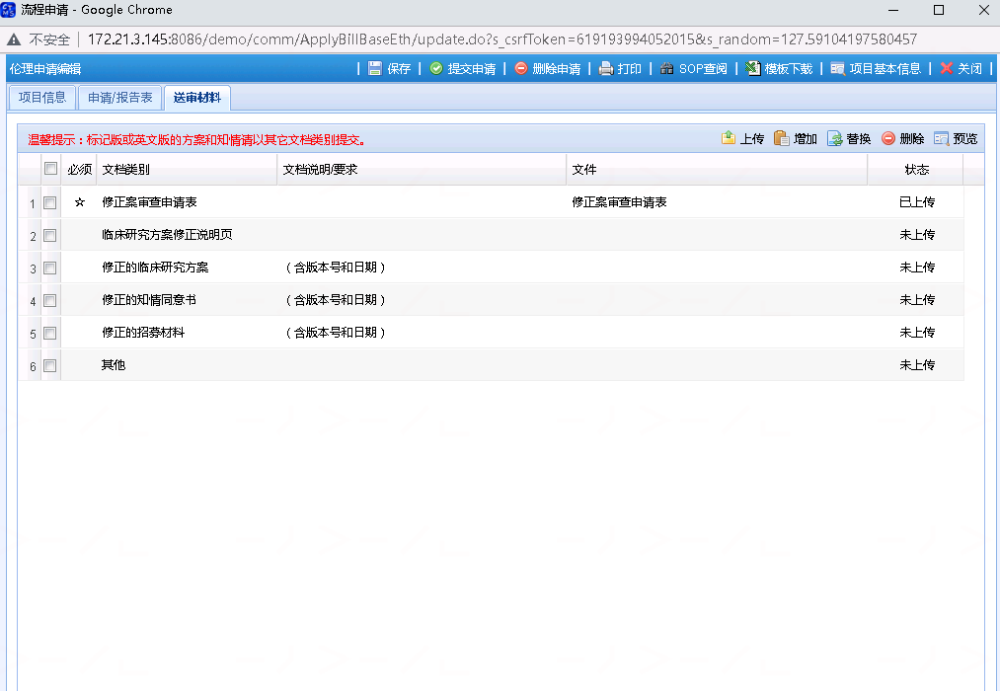 流程申请 - Google Chrome
不安全 172.21.3.145:8086/demo/comm/ApplyBillBaseEth/update.do?s_csrfToken=619193994052015&s_random=127.59104197580457
伦理申请编辑 | 保存 | 提交申请 | 删除申请 | 打印 | SOP查阅 | 模板下载 | 项目基本信息 | 关闭 |
项目信息 申请/报告表 送审材料
温馨提示：标记版或英文版的方案和知情请以其它文档类别提交。 上传 增加 替换 删除 预览
必须 文档类别 文档说明/要求 文件 状态
1 ☆ 修正案审查申请表 修正案审查申请表 已上传
2 临床研究方案修正说明页 未上传
3 修正的临床研究方案 （含版本号和日期） 未上传
4 修正的知情同意书 （含版本号和日期） 未上传
5 修正的招募材料 （含版本号和日期） 未上传
6 其他 未上传